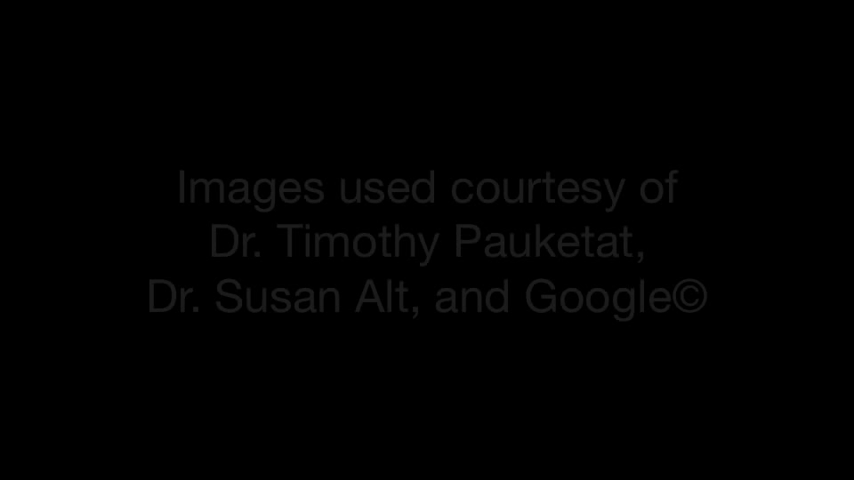 Images used courtesy of
Dr. Timothy Pauketat,
Dr. Susan Alt, and Google©